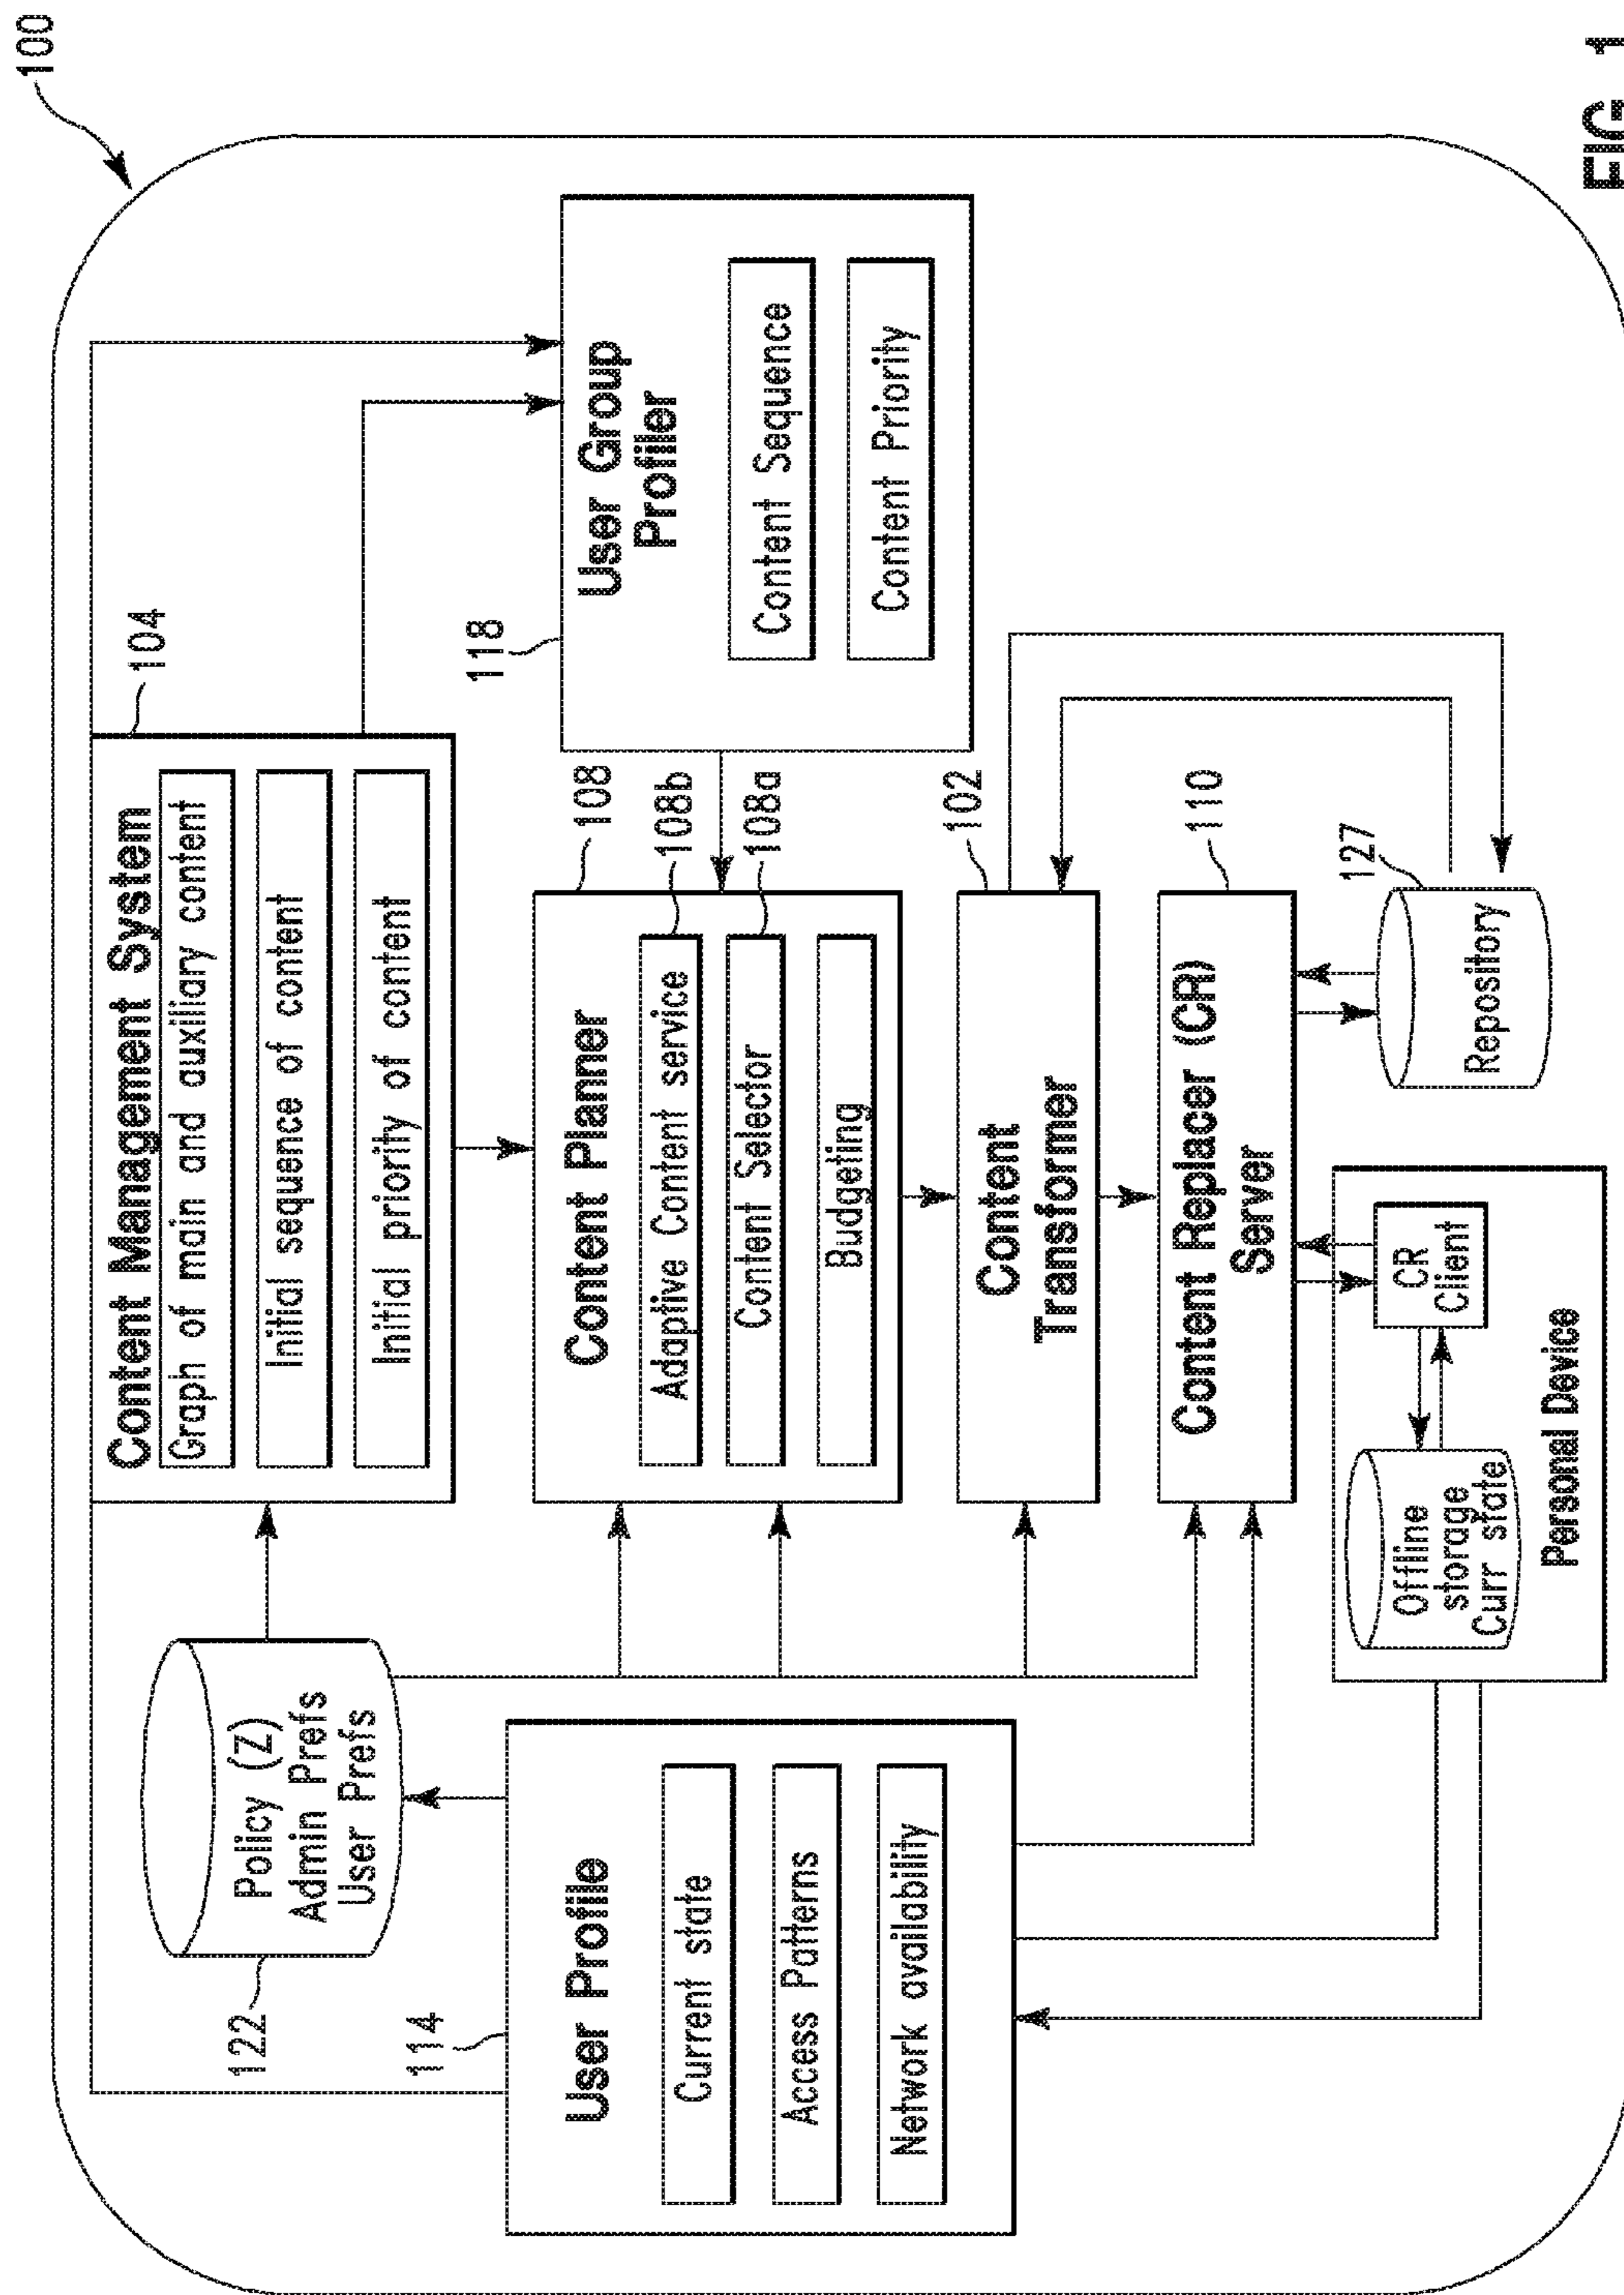 100
Content Management System
104
Graph of main and auxiliary content
Initial sequence of content
Initial priority of content
Policy (Z)
Admin Prefs
User Prefs
122
114
User Profile
Current state
Access Patterns
Network availability
Content Planner
108
Adaptive Content service
108b
Content Selector
108a
Budgeting
118
User Group
Profiler
Content Sequence
Content Priority
Content
Transformer
102
Content Replacer (CR)
Server
110
127
Repository
CR
Client
Offline
storage
Curr state
Personal Device
FIG. 1